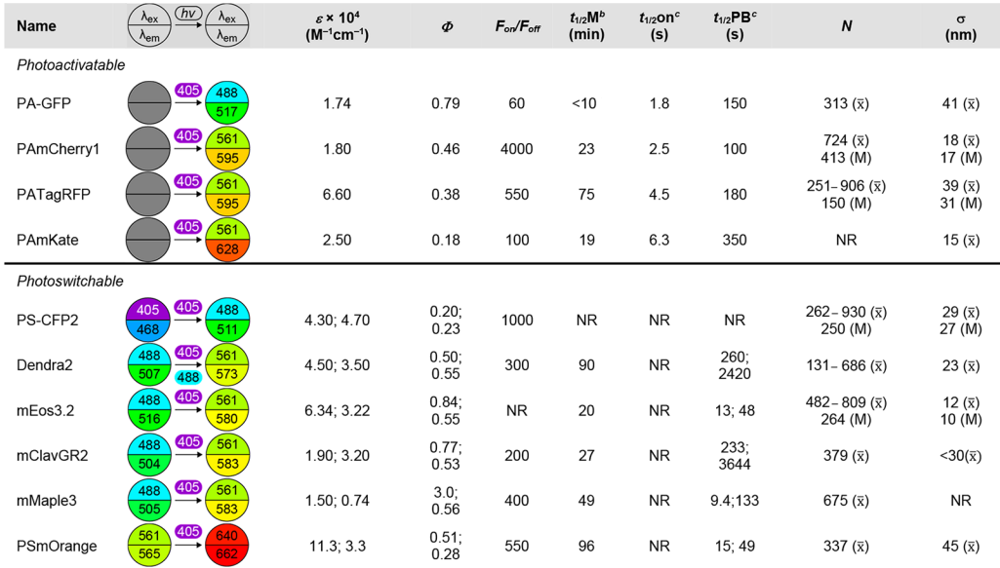 Name λex λem hν λex λem ε × 10⁴ (M⁻¹cm⁻¹) Φ Fon/Foff t1/2Mᵇ (min) t1/2onᶜ (s) t1/2PBᶜ (s) N σ (nm)
Photoactivatable
PA-GFP 405 488 517 1.74 0.79 60 <10 1.8 150 313 (x̅) 41 (x̅)
PAmCherry1 405 561 595 1.80 0.46 4000 23 2.5 100 724 (x̅) 413 (M) 18 (x̅) 17 (M)
PATagRFP 405 561 595 6.60 0.38 550 75 4.5 180 251–906 (x̅) 150 (M) 39 (x̅) 31 (M)
PAmKate 405 561 628 2.50 0.18 100 19 6.3 350 NR 15 (x̅)
Photoswitchable
PS-CFP2 405 468 405 488 511 4.30; 4.70 0.20; 0.23 1000 NR NR NR 262–930 (x̅) 250 (M) 29 (x̅) 27 (M)
Dendra2 488 507 405 488 561 573 4.50; 3.50 0.50; 0.55 300 90 NR 260; 2420 131–686 (x̅) 23 (x̅)
mEos3.2 488 516 405 561 580 6.34; 3.22 0.84; 0.55 NR 20 NR 13; 48 482–809 (x̅) 264 (M) 12 (x̅) 10 (M)
mClavGR2 488 504 405 561 583 1.90; 3.20 0.77; 0.53 200 27 NR 233; 3644 379 (x̅) <30(x̅)
mMaple3 488 505 405 561 583 1.50; 0.74 3.0; 0.56 400 49 NR 9.4;133 675 (x̅) NR
PSmOrange 561 565 405 640 662 11.3; 3.3 0.51; 0.28 550 96 NR 15; 49 337 (x̅) 45 (x̅)